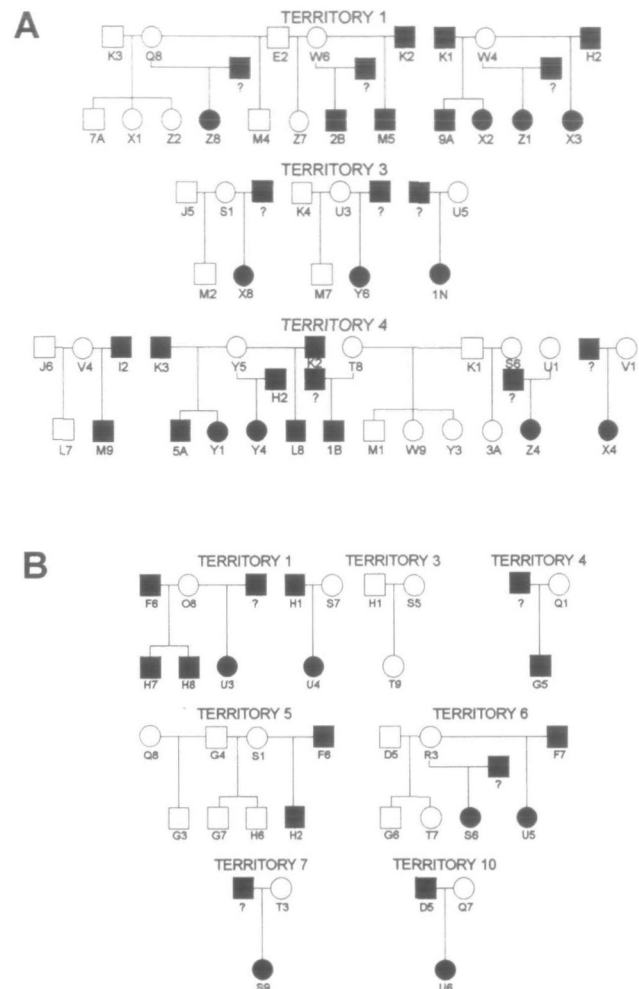 A
TERRITORY 1
K3 Q8 E2 W6 K2 K1 W4 H2
? ? ?
7A X1 Z2 Z8 M4 Z7 2B M5 9A X2 Z1 X3
TERRITORY 3
J5 S1 ? K4 U3 ? ? U5
M2 X8 M7 Y6 1N
TERRITORY 4
J6 V4 I2 K3 Y5 K2 T8 K1 S6 U1 ? V1
H2 ? ?
L7 M9 5A Y1 Y4 L8 1B M1 W9 Y3 3A Z4 X4
B
TERRITORY 1 TERRITORY 3 TERRITORY 4
F6 O6 ? H1 S7 H1 S5 ? Q1
H7 H8 U3 U4 T9 G5
TERRITORY 5 TERRITORY 6
Q8 G4 S1 F6 D5 R3 F7
?
G3 G7 H6 H2 G6 T7 S6 U5
TERRITORY 7 TERRITORY 10
? T3 D5 Q7
S9 U6